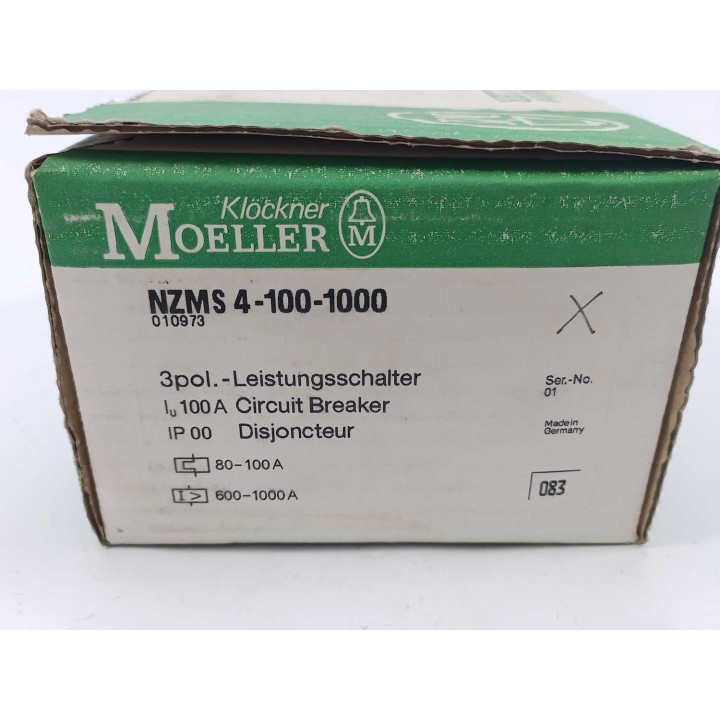 Klöckner
MOELLER M
NZMS 4-100-1000
010973
3pol.-Leistungsschalter
Iu 100 A Circuit Breaker
IP 00 Disjoncteur
80-100 A
I > 600-1000 A
X
Ser.-No.
01
Made in
Germany
083